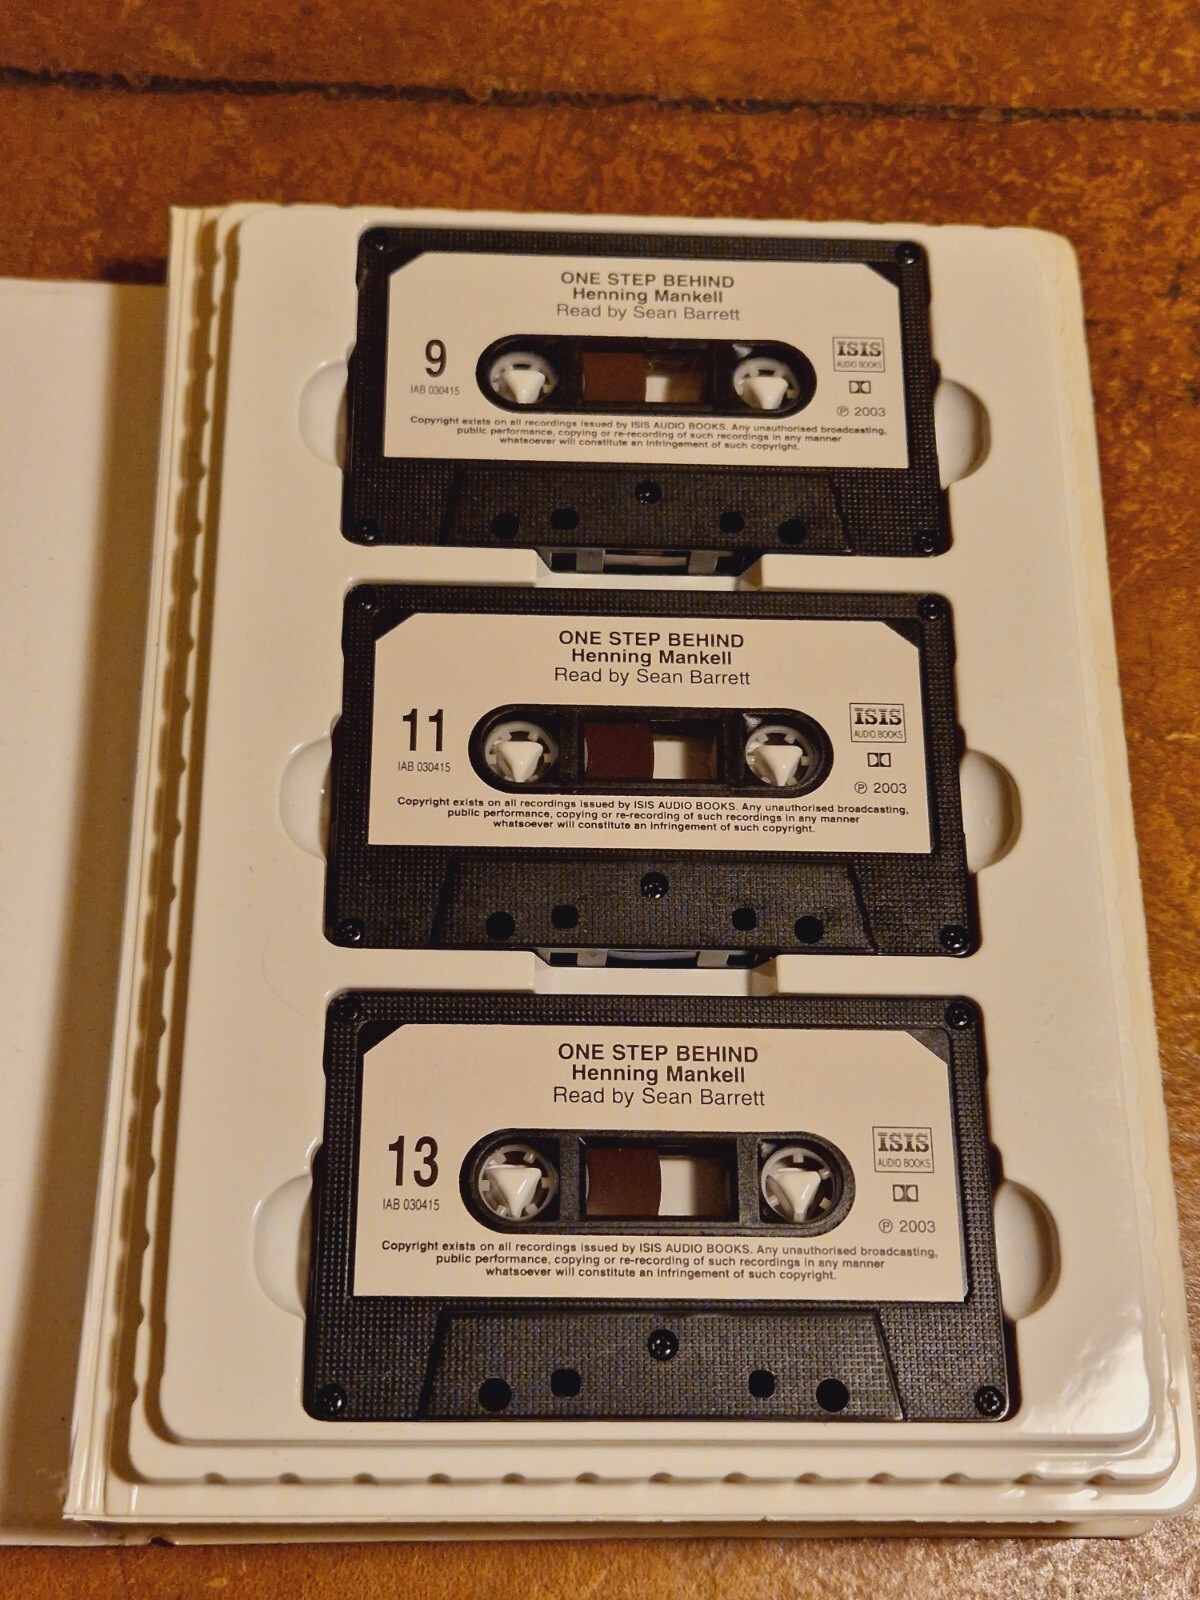 ONE STEP BEHIND
Henning Mankell
Read by Sean Barrett
9
IAB 030415
ISIS
AUDIO BOOKS
℗ 2003
Copyright exists on all recordings issued by ISIS AUDIO BOOKS. Any unauthorised broadcasting,
public performance, copying or re-recording of such recordings in any manner
whatsoever will constitute an infringement of such copyright.
ONE STEP BEHIND
Henning Mankell
Read by Sean Barrett
11
IAB 030415
ISIS
AUDIO BOOKS
℗ 2003
Copyright exists on all recordings issued by ISIS AUDIO BOOKS. Any unauthorised broadcasting,
public performance, copying or re-recording of such recordings in any manner
whatsoever will constitute an infringement of such copyright.
ONE STEP BEHIND
Henning Mankell
Read by Sean Barrett
13
IAB 030415
ISIS
AUDIO BOOKS
℗ 2003
Copyright exists on all recordings issued by ISIS AUDIO BOOKS. Any unauthorised broadcasting,
public performance, copying or re-recording of such recordings in any manner
whatsoever will constitute an infringement of such copyright.